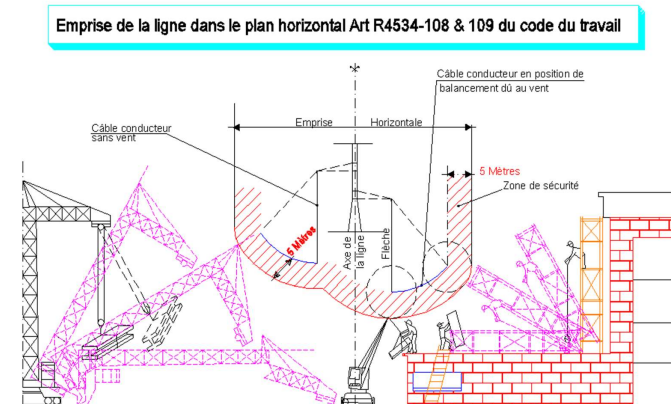 Emprise de la ligne dans le plan horizontal Art R4534-108 & 109 du code du travail
Câble conducteur en position de
balancement dû au vent
Câble conducteur
sans vent
Emprise Horizontale
5 Mètres
Zone de sécurité
5 Mètres
Axe de
la ligne
Flèche